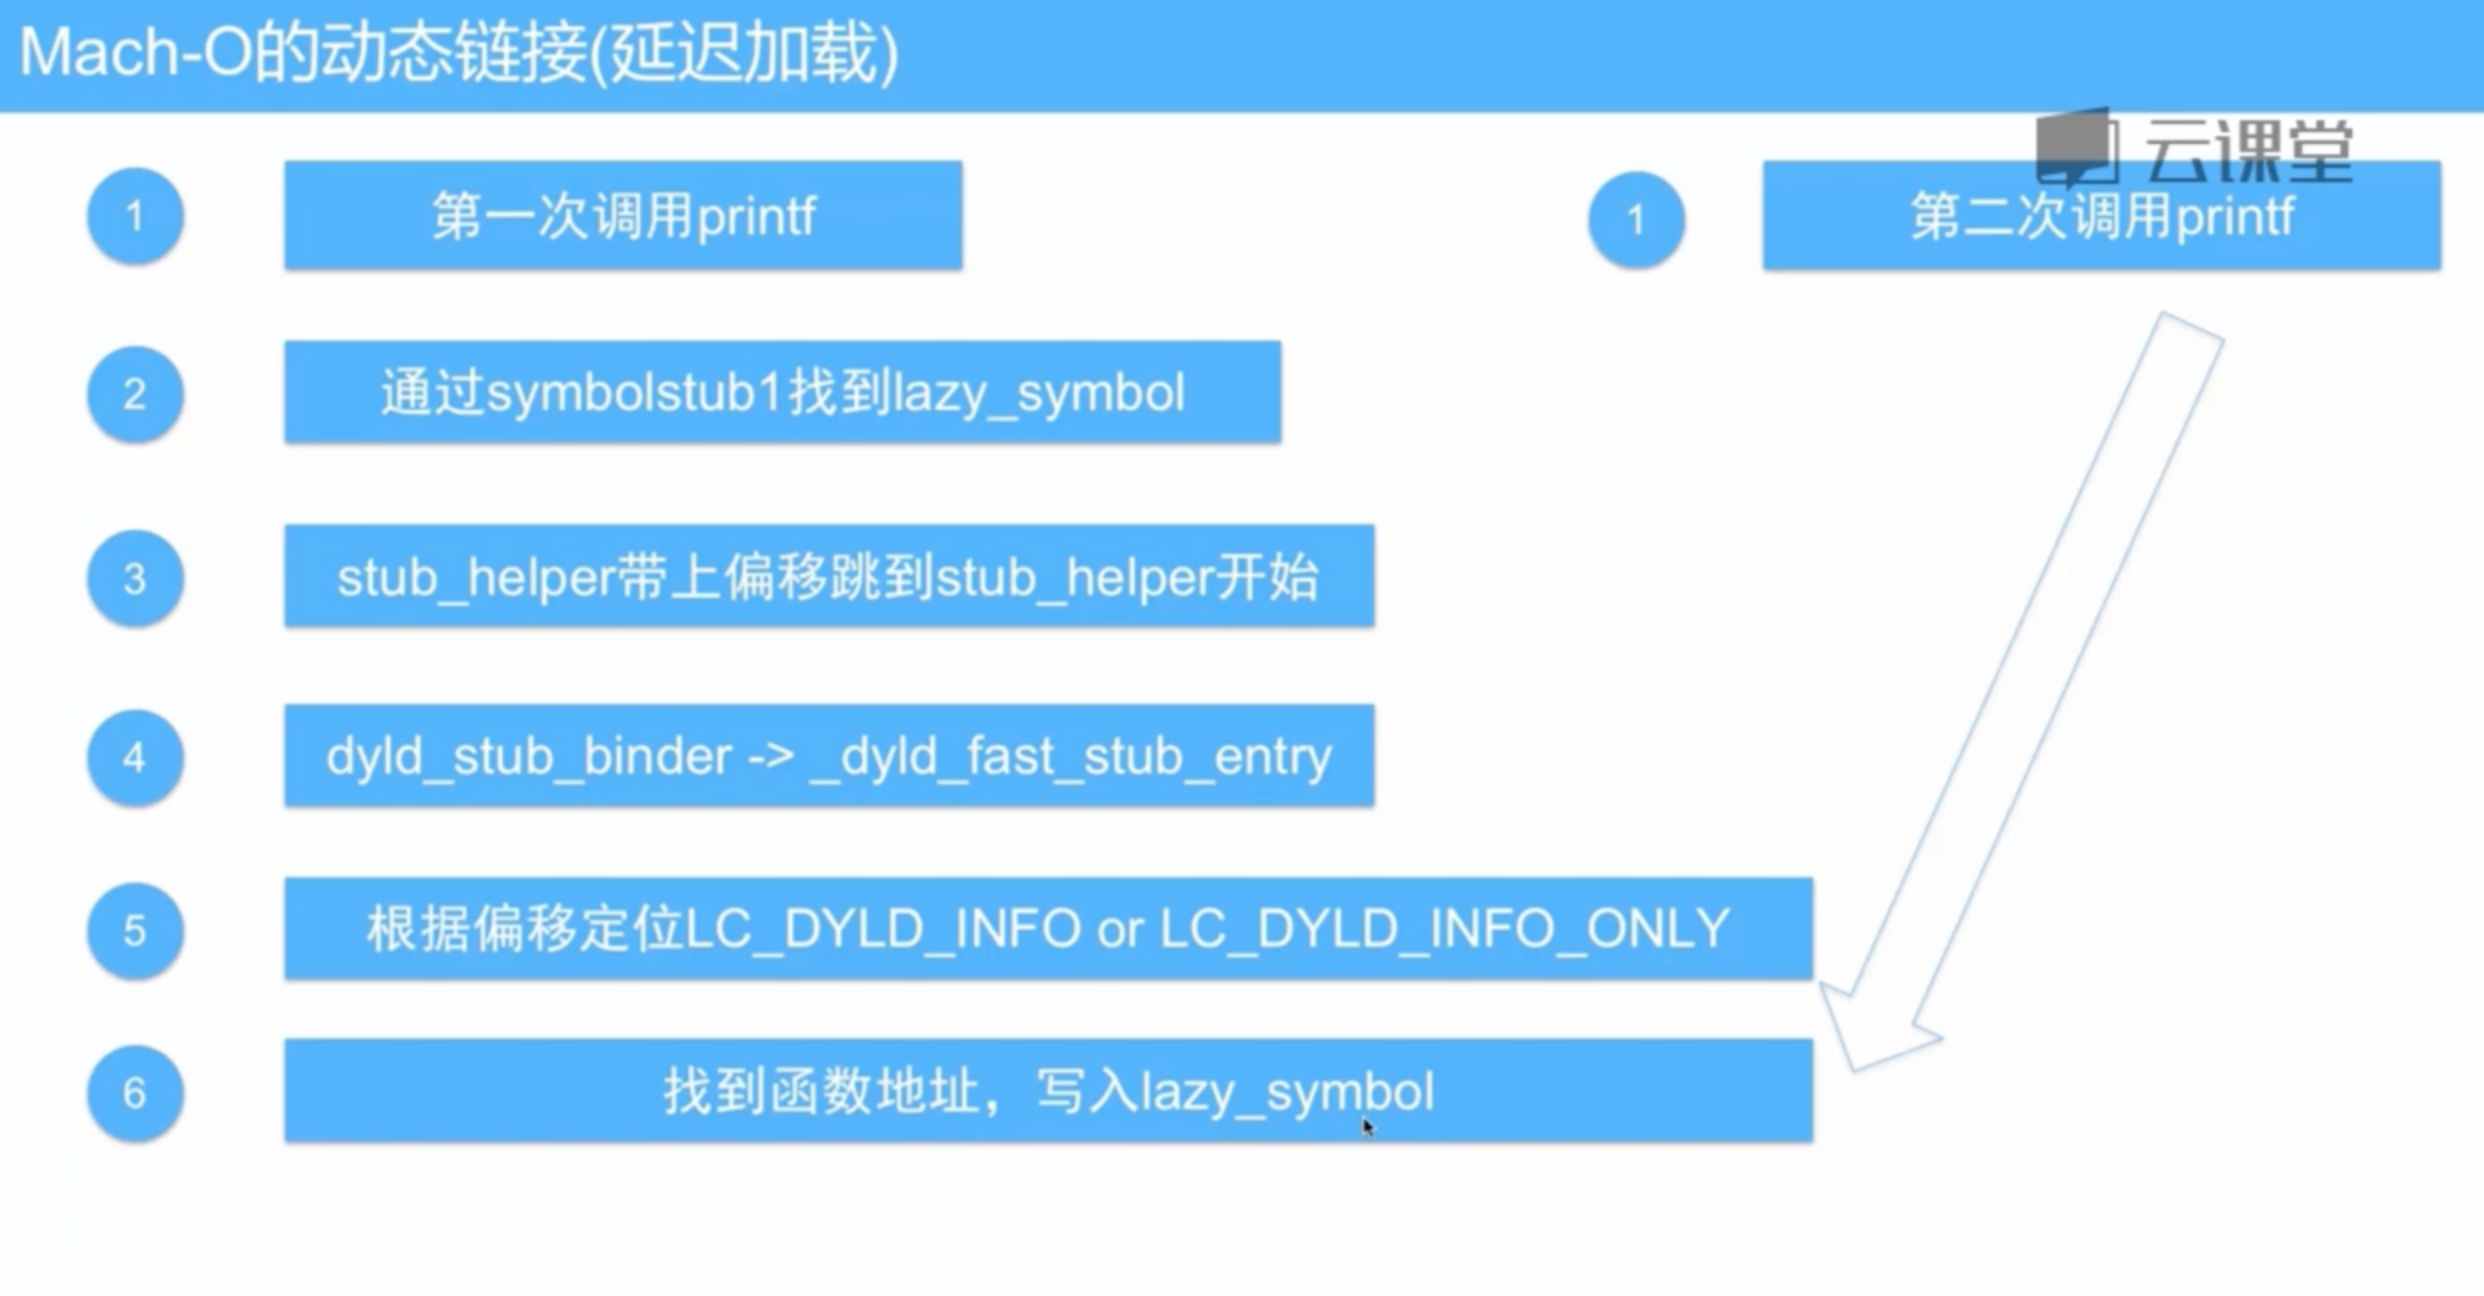 Mach-O的动态链接(延迟加载)
云课堂
1
第一次调用printf
1
第二次调用printf
2
通过symbolstub1找到lazy_symbol
3
stub_helper带上偏移跳到stub_helper开始
4
dyld_stub_binder -> _dyld_fast_stub_entry
5
根据偏移定位LC_DYLD_INFO or LC_DYLD_INFO_ONLY
6
找到函数地址，写入lazy_symbol